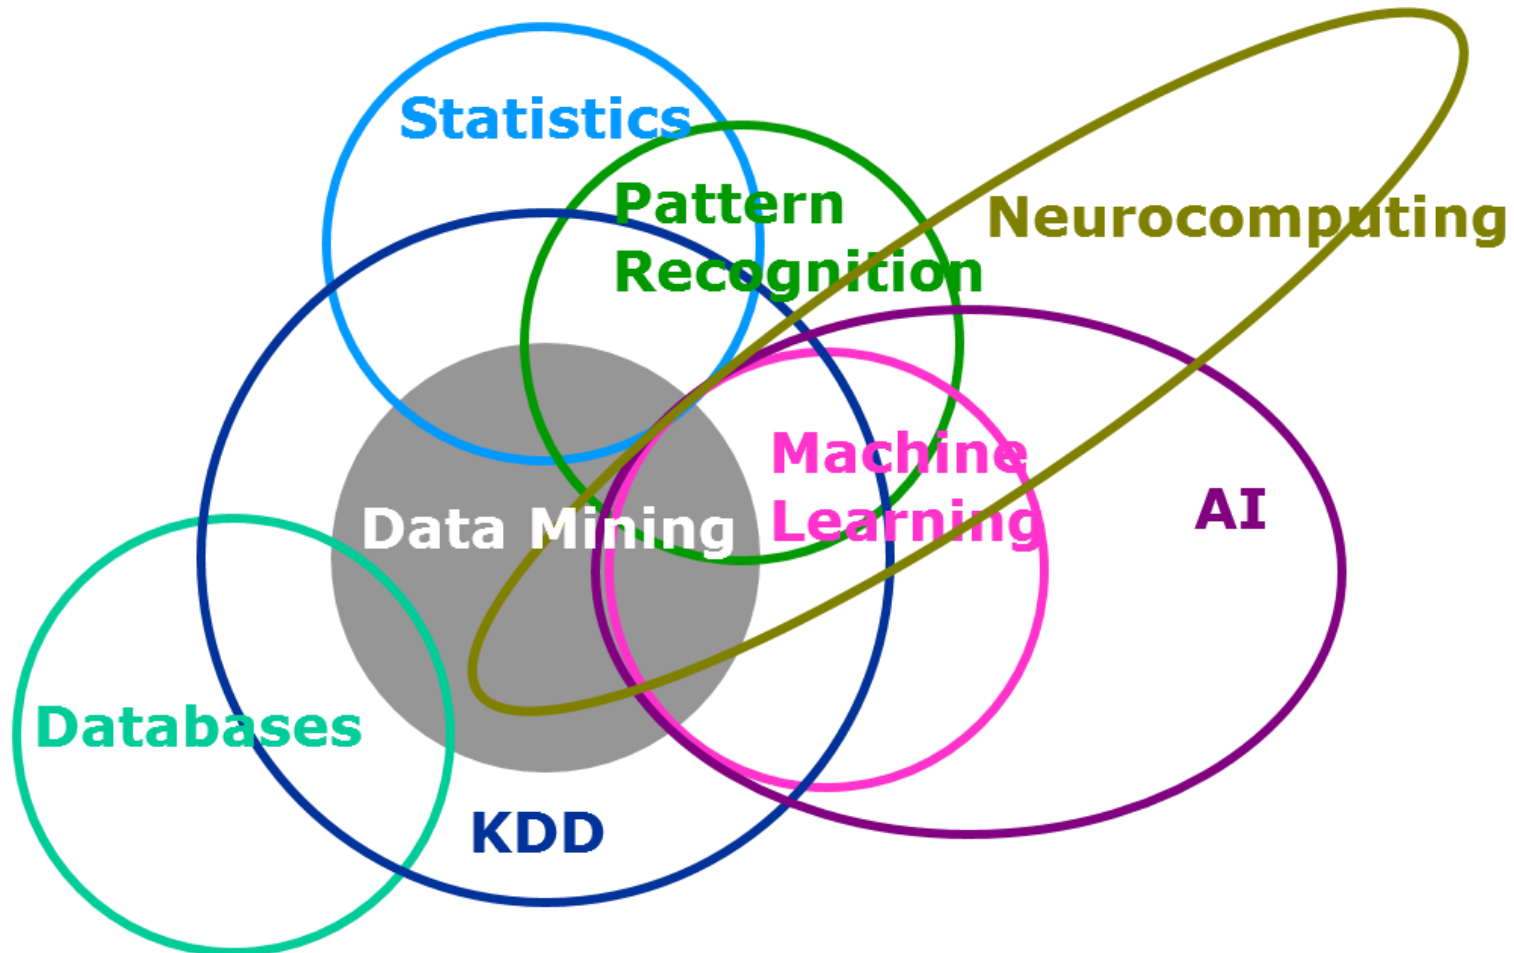 Statistics
Pattern
Recognition
Neurocomputing
Machine
Learning
AI
Data Mining
Databases
KDD